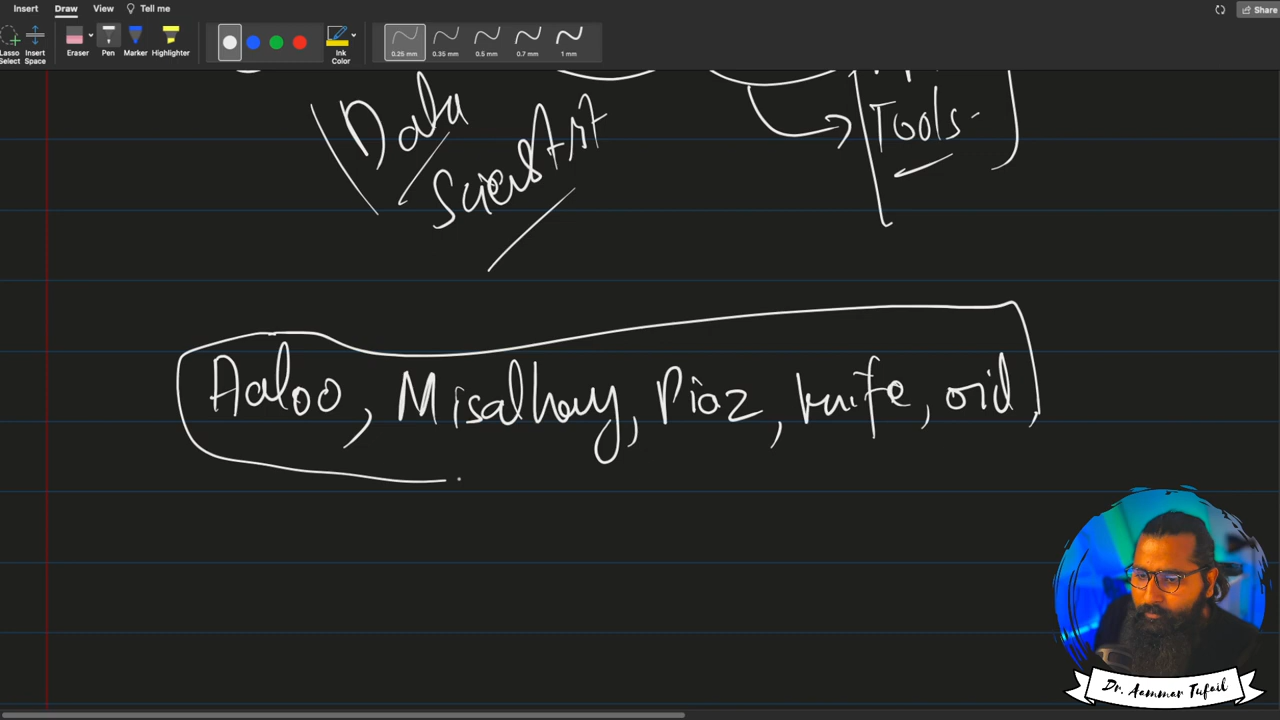 Insert Draw View Tell me
Share
Lasso Select
Insert Space
Eraser
Pen
Marker
Highlighter
Ink Color
0.25 mm
0.35 mm
0.5 mm
0.7 mm
1 mm
Data
Scientist
Tools
Aaloo, Misalhay, Piaz, knife, oil,
Dr. Aammar Tufail